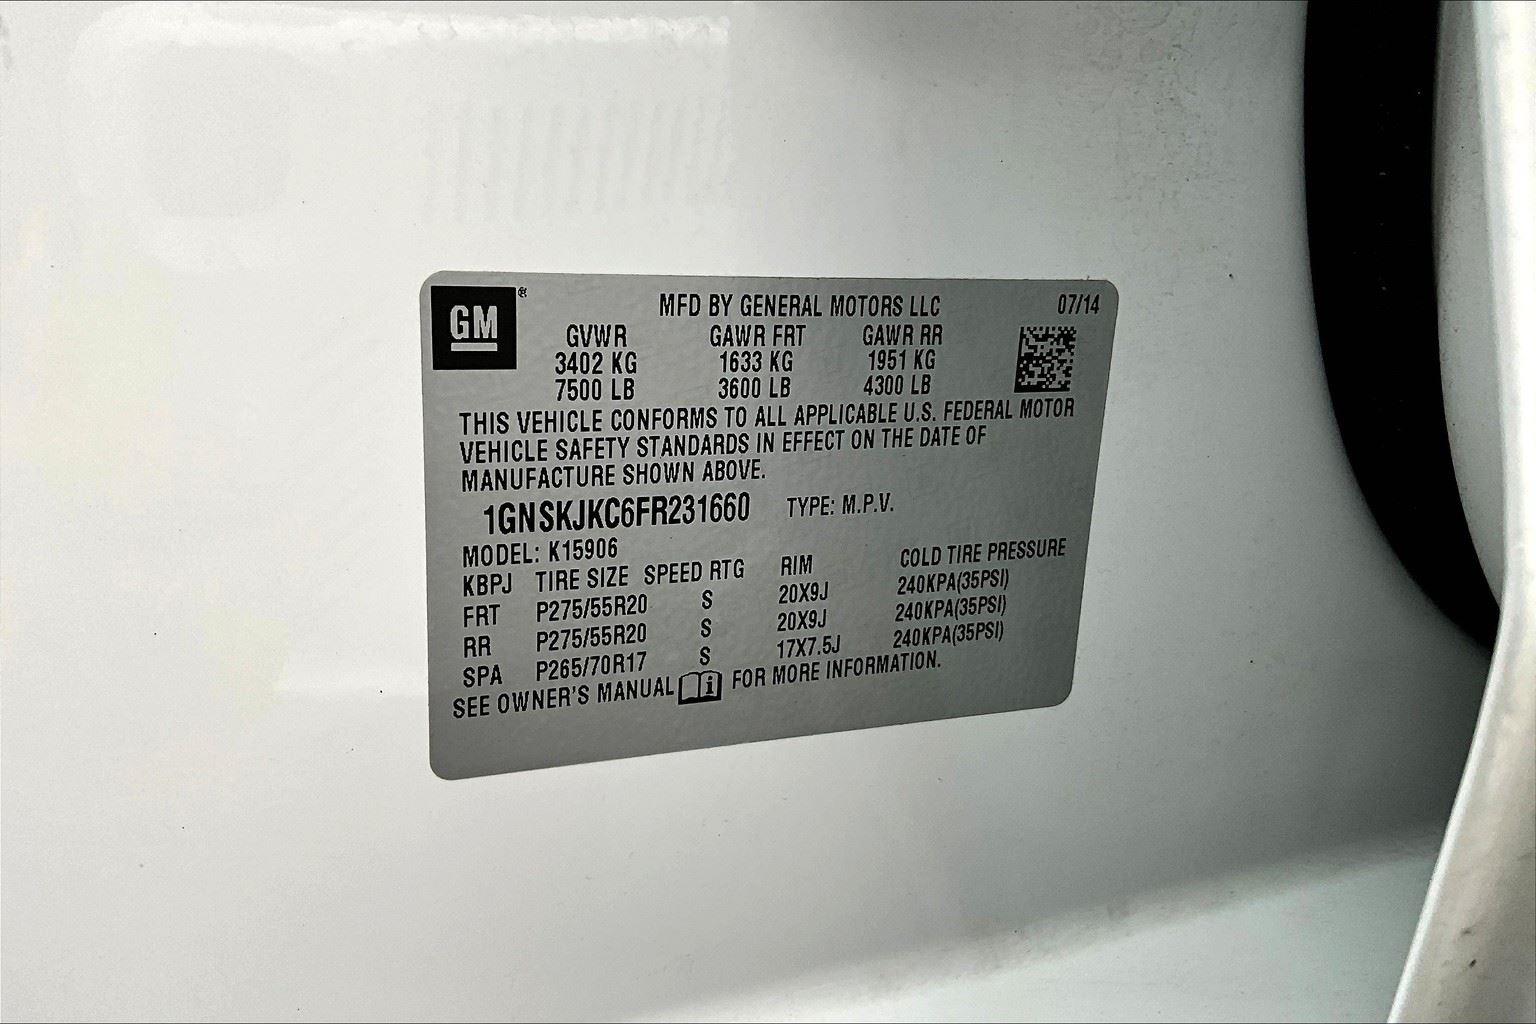 GM®
MFD BY GENERAL MOTORS LLC 07/14
GVWR GAWR FRT GAWR RR
3402 KG 1633 KG 1951 KG
7500 LB 3600 LB 4300 LB
THIS VEHICLE CONFORMS TO ALL APPLICABLE U.S. FEDERAL MOTOR
VEHICLE SAFETY STANDARDS IN EFFECT ON THE DATE OF
MANUFACTURE SHOWN ABOVE.
1GNSKJKC6FR231660 TYPE: M.P.V.
MODEL: K15906
KBPJ TIRE SIZE SPEED RTG RIM COLD TIRE PRESSURE
FRT P275/55R20 S 20X9J 240KPA(35PSI)
RR P275/55R20 S 20X9J 240KPA(35PSI)
SPA P265/70R17 S 17X7.5J 240KPA(35PSI)
SEE OWNER'S MANUAL i FOR MORE INFORMATION.